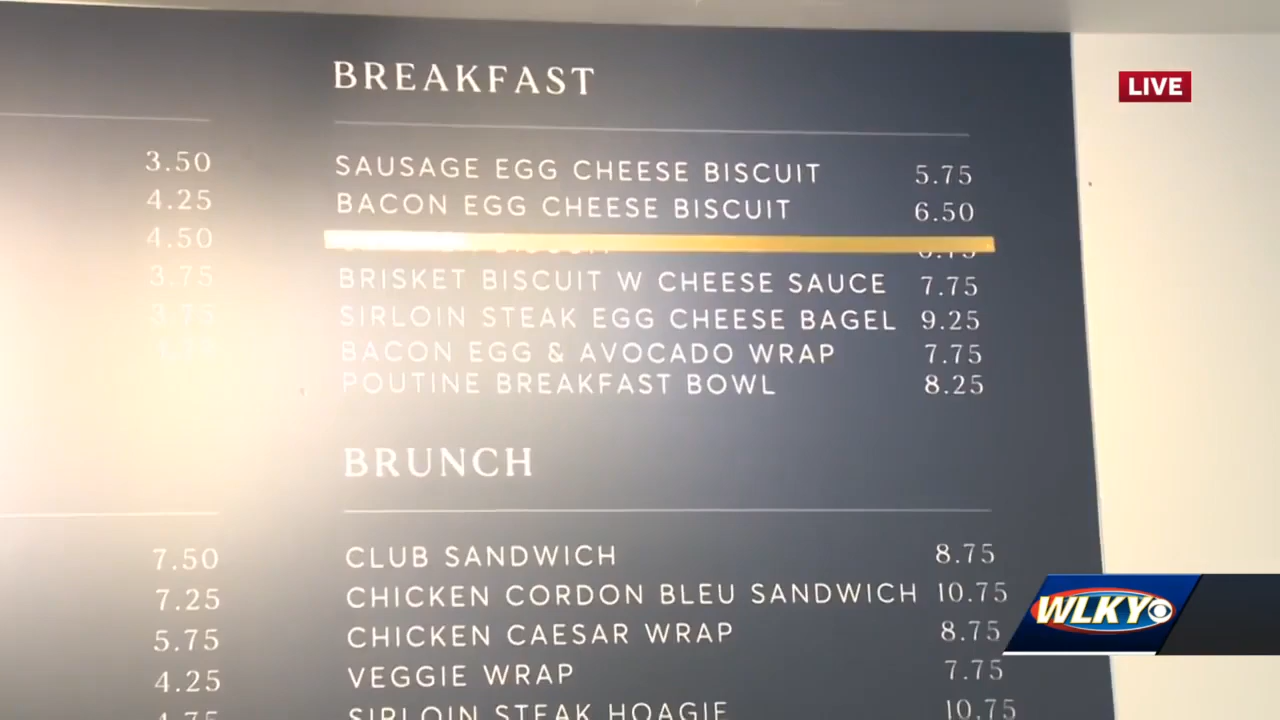 BREAKFAST
LIVE
3.50
4.25
4.50
3.75
3.75
SAUSAGE EGG CHEESE BISCUIT 5.75
BACON EGG CHEESE BISCUIT 6.50
BRISKET BISCUIT W CHEESE SAUCE 7.75
SIRLOIN STEAK EGG CHEESE BAGEL 9.25
BACON EGG & AVOCADO WRAP 7.75
POUTINE BREAKFAST BOWL 8.25
BRUNCH
7.50
7.25
5.75
4.25
4.75
CLUB SANDWICH 8.75
CHICKEN CORDON BLEU SANDWICH 10.75
CHICKEN CAESAR WRAP 8.75
VEGGIE WRAP 7.75
SIRLOIN STEAK HOAGIE 10.75
WLKY